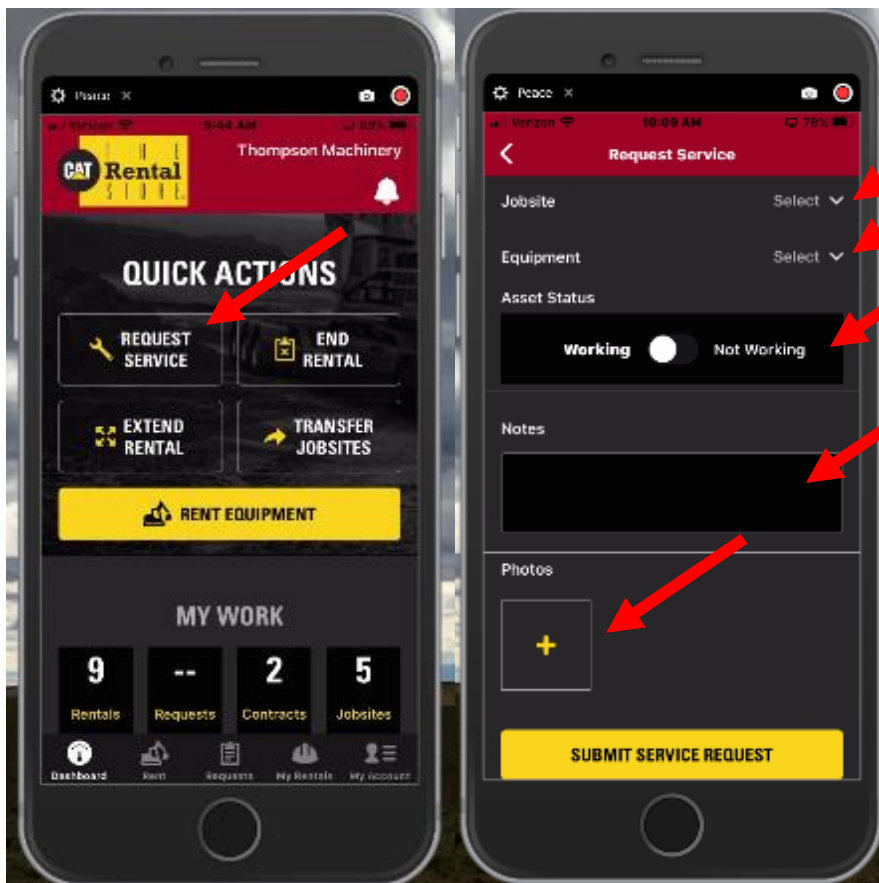 Peace ×
Verizon 9:44 AM
THE
CAT Rental
STORE
Thompson Machinery
QUICK ACTIONS
REQUEST
SERVICE
END
RENTAL
EXTEND
RENTAL
TRANSFER
JOBSITES
RENT EQUIPMENT
MY WORK
9
--
2
5
Rentals
Requests
Contracts
Jobsites
Dashboard
Rent
Requests
My Rentals
My Account
Peace ×
Verizon 10:09 AM 78%
Request Service
Jobsite Select
Equipment Select
Asset Status
Working Not Working
Notes
Photos
+
SUBMIT SERVICE REQUEST